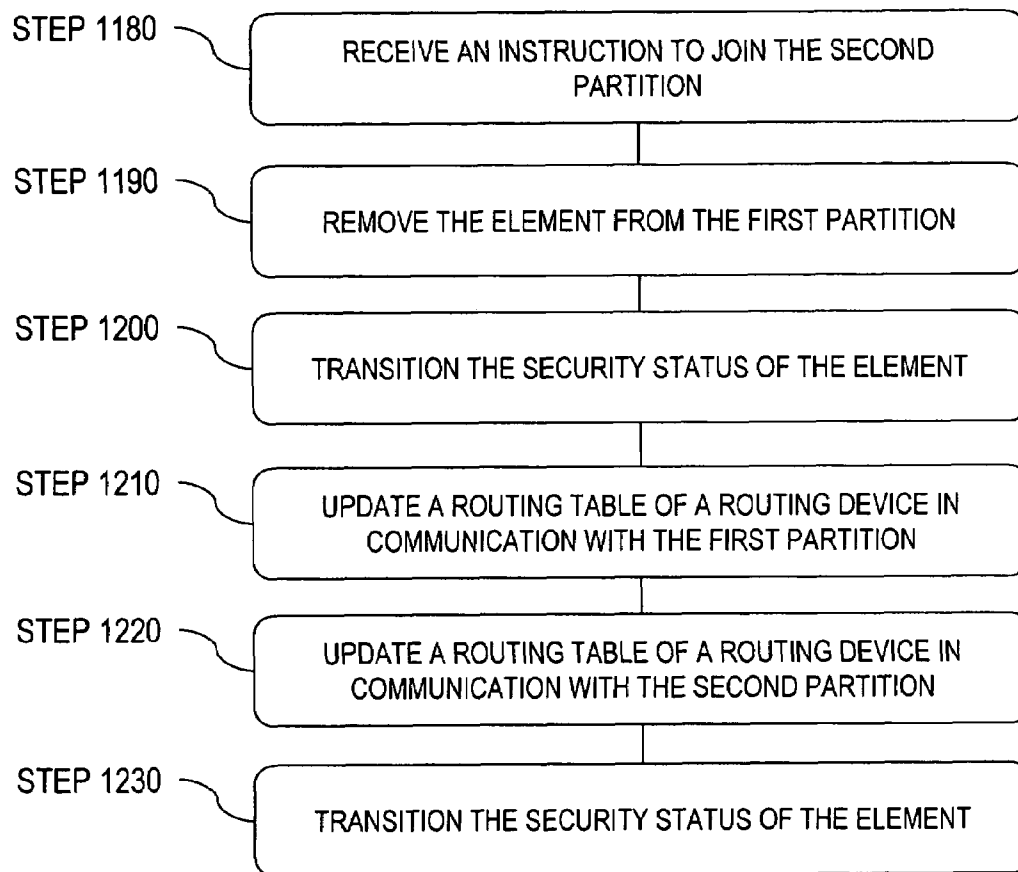 STEP 1180
RECEIVE AN INSTRUCTION TO JOIN THE SECOND
PARTITION
STEP 1190
REMOVE THE ELEMENT FROM THE FIRST PARTITION
STEP 1200
TRANSITION THE SECURITY STATUS OF THE ELEMENT
STEP 1210
UPDATE A ROUTING TABLE OF A ROUTING DEVICE IN
COMMUNICATION WITH THE FIRST PARTITION
STEP 1220
UPDATE A ROUTING TABLE OF A ROUTING DEVICE IN
COMMUNICATION WITH THE SECOND PARTITION
STEP 1230
TRANSITION THE SECURITY STATUS OF THE ELEMENT